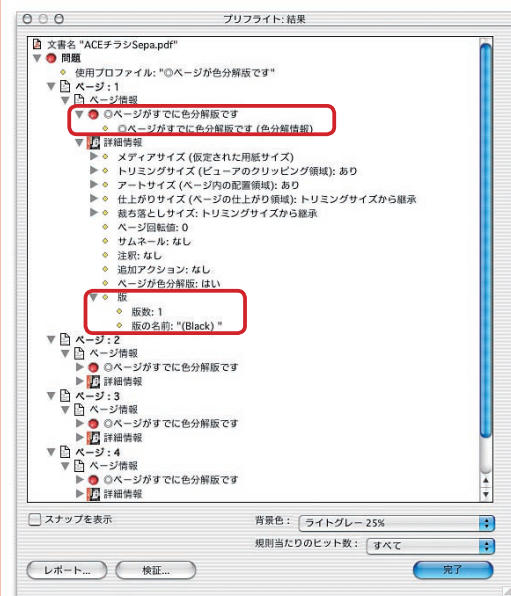 プリフライト: 結果
文書名 "ACEチラシSepa.pdf"
問題
使用プロファイル: "◎ページが色分解版です"
ページ : 1
ページ情報
◎ページがすでに色分解版です
◎ページがすでに色分解版です (色分解情報)
詳細情報
メディアサイズ (仮定された用紙サイズ)
トリミングサイズ (ビューアのクリッピング領域): あり
アートサイズ (ページ内の配置領域): あり
仕上がりサイズ (ページの仕上がり領域): トリミングサイズから継承
裁ち落としサイズ: トリミングサイズから継承
ページ回転値: 0
サムネール: なし
注釈: なし
追加アクション: なし
ページが色分解版: はい
版
版数: 1
版の名前: "(Black) "
ページ : 2
ページ情報
◎ページがすでに色分解版です
詳細情報
ページ : 3
ページ情報
◎ページがすでに色分解版です
詳細情報
ページ : 4
ページ情報
◎ページがすでに色分解版です
詳細情報
スナップを表示
背景色 : ライトグレー 25%
規則当たりのヒット数 : すべて
レポート... 検証... 完了